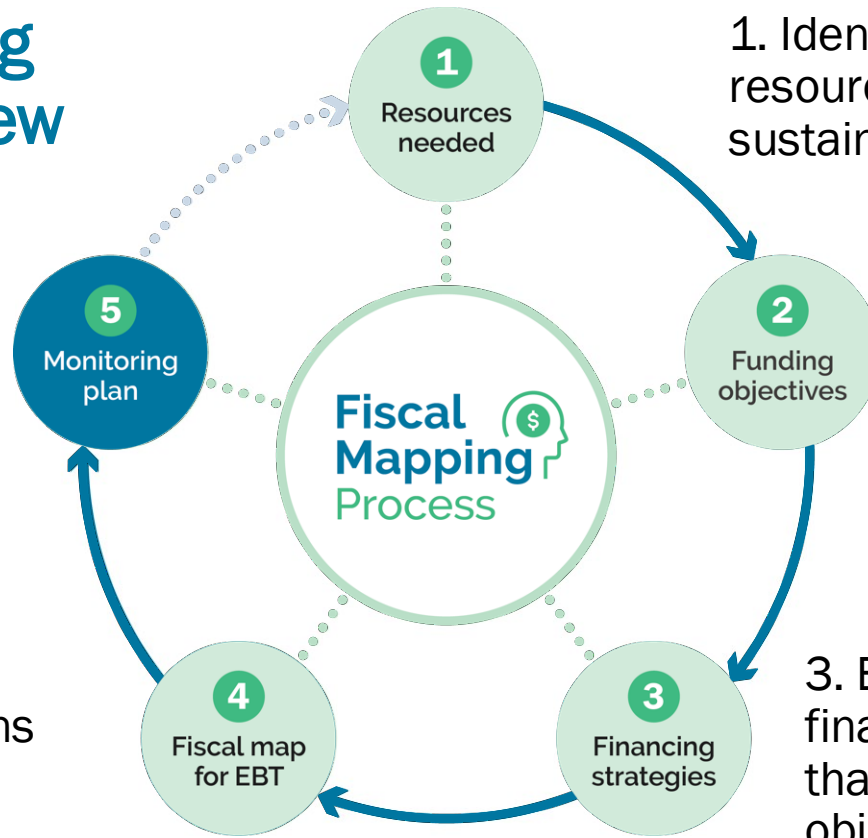 1
Resources
needed
1. Iden
resourc
sustain
2
Funding
objectives
3
Financing
strategies
3. E
fina
tha
obj
4
Fiscal map
for EBT
ns
5
Monitoring
plan
Fiscal
Mapping
Process
$
g
ew